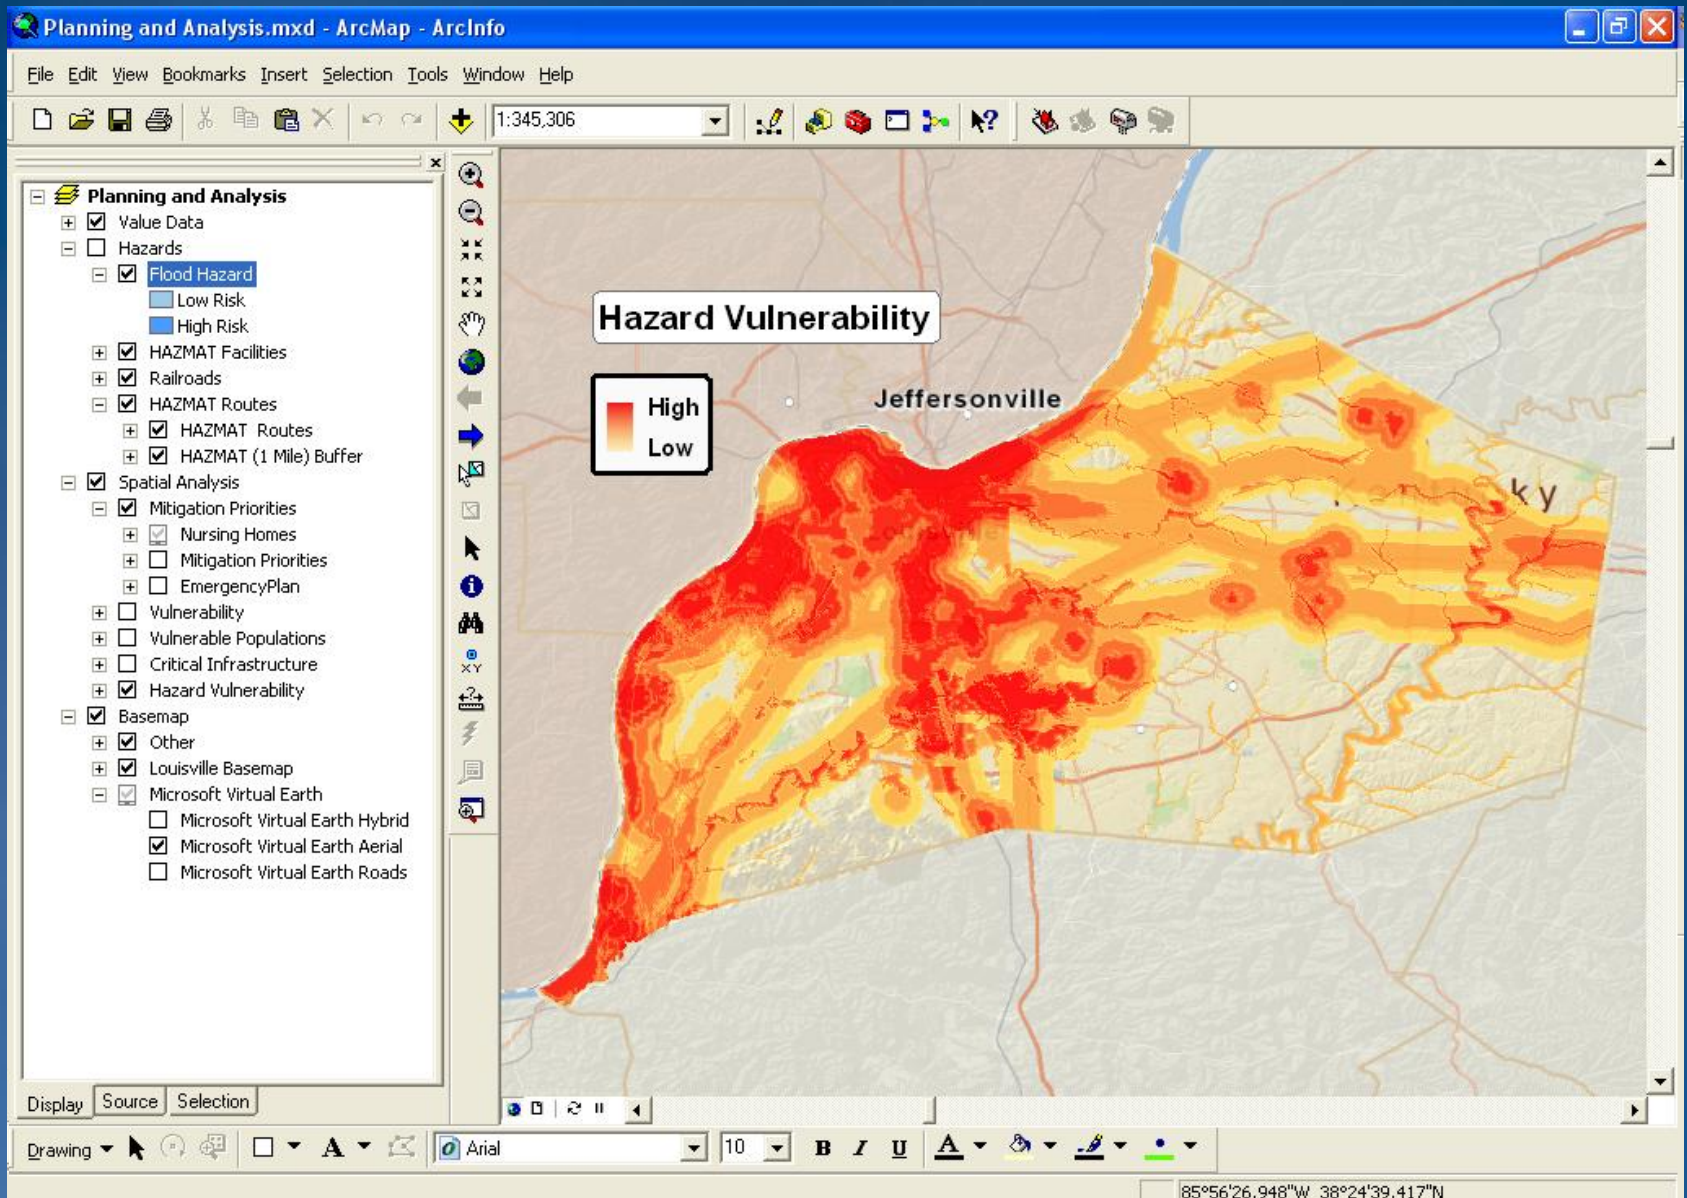 Planning and Analysis.mxd - ArcMap - ArcInfo
File Edit View Bookmarks Insert Selection Tools Window Help
1:345,306
Planning and Analysis
Value Data
Hazards
Flood Hazard
Low Risk
High Risk
HAZMAT Facilities
Railroads
HAZMAT Routes
HAZMAT Routes
HAZMAT (1 Mile) Buffer
Spatial Analysis
Mitigation Priorities
Nursing Homes
Mitigation Priorities
EmergencyPlan
Vulnerability
Vulnerable Populations
Critical Infrastructure
Hazard Vulnerability
Basemap
Other
Louisville Basemap
Microsoft Virtual Earth
Microsoft Virtual Earth Hybrid
Microsoft Virtual Earth Aerial
Microsoft Virtual Earth Roads
Display Source Selection
XY
Hazard Vulnerability
High
Low
Jeffersonville
ky
Drawing A Arial 10 B I U A
85°56'26.948"W 38°24'39.417"N